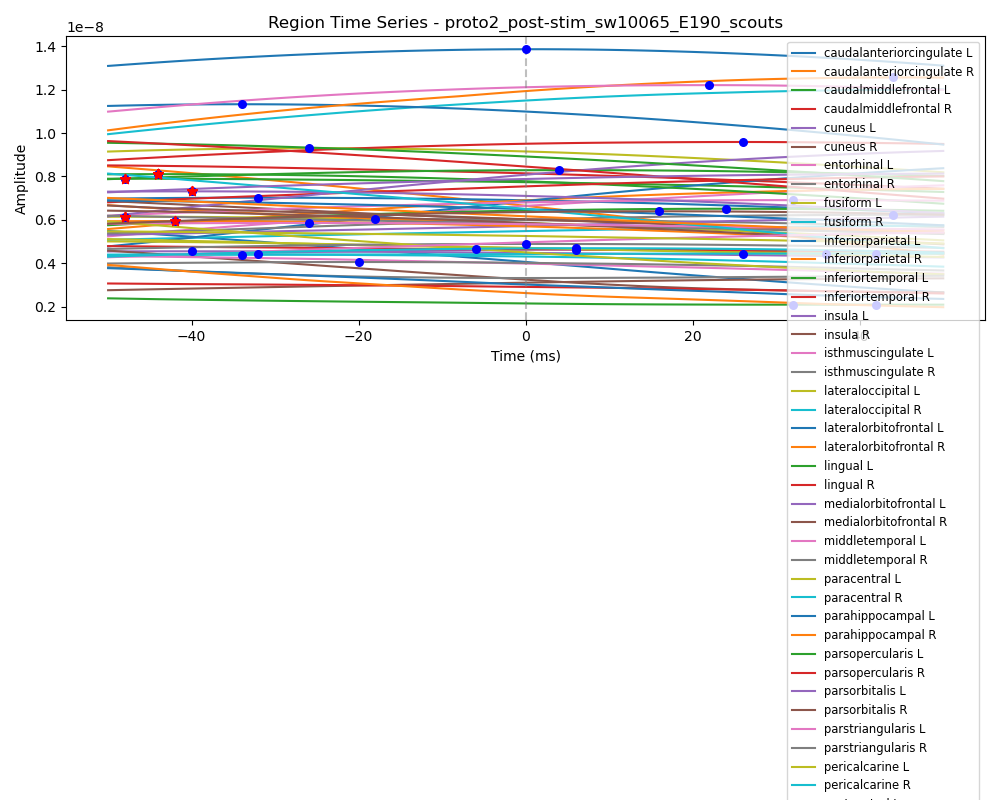 Region Time Series - proto2_post-stim_sw10065_E190_scouts
1e−8
1.4
1.2
1.0
0.8
0.6
0.4
0.2
Amplitude
−40
−20
0
20
40
Time (ms)
caudalanteriorcingulate L
caudalanteriorcingulate R
caudalmiddlefrontal L
caudalmiddlefrontal R
cuneus L
cuneus R
entorhinal L
entorhinal R
fusiform L
fusiform R
inferiorparietal L
inferiorparietal R
inferiortemporal L
inferiortemporal R
insula L
insula R
isthmuscingulate L
isthmuscingulate R
lateraloccipital L
lateraloccipital R
lateralorbitofrontal L
lateralorbitofrontal R
lingual L
lingual R
medialorbitofrontal L
medialorbitofrontal R
middletemporal L
middletemporal R
paracentral L
paracentral R
parahippocampal L
parahippocampal R
parsopercularis L
parsopercularis R
parsorbitalis L
parsorbitalis R
parstriangularis L
parstriangularis R
pericalcarine L
pericalcarine R